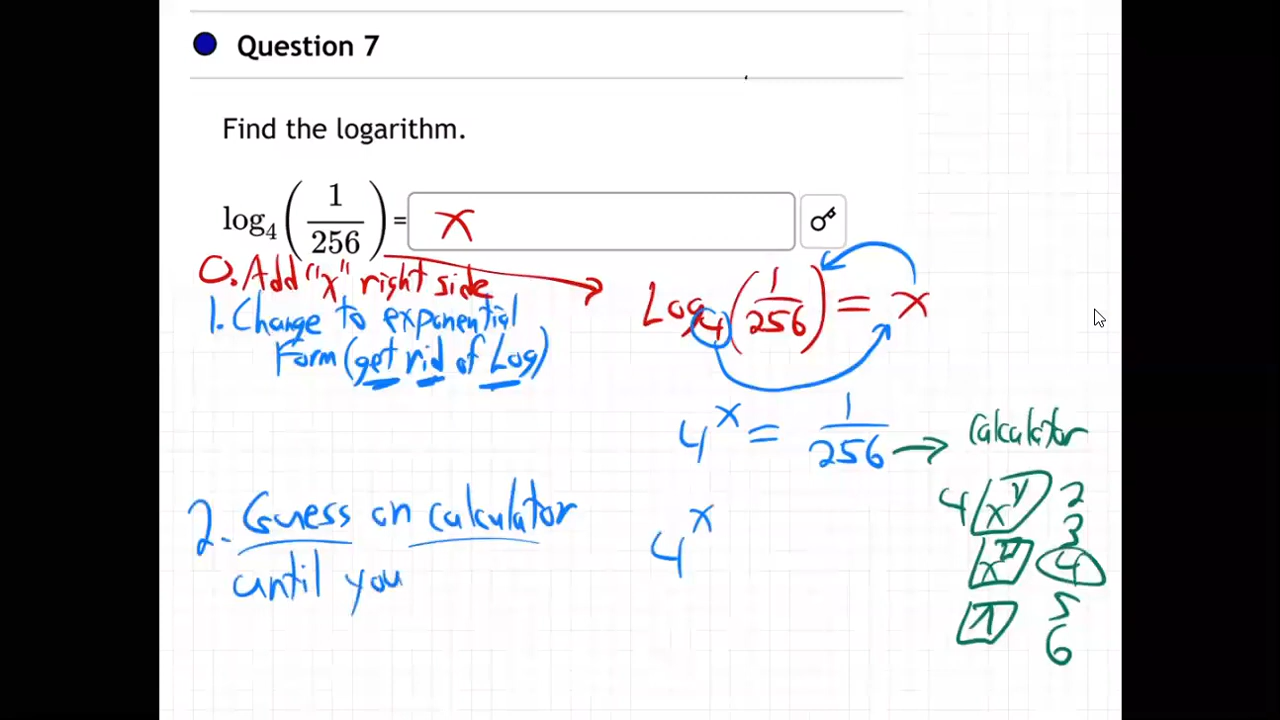 Question 7
Find the logarithm.
log₄(1/256) = x
0. Add "x" right side
Log₄(1/256) = x
1. Change to exponential
Form (get rid of Log)
4^x = 1/256 → calculator
2. Guess on calculator
until you
4^x
4 x^y 2
3
x^y 4
5
6